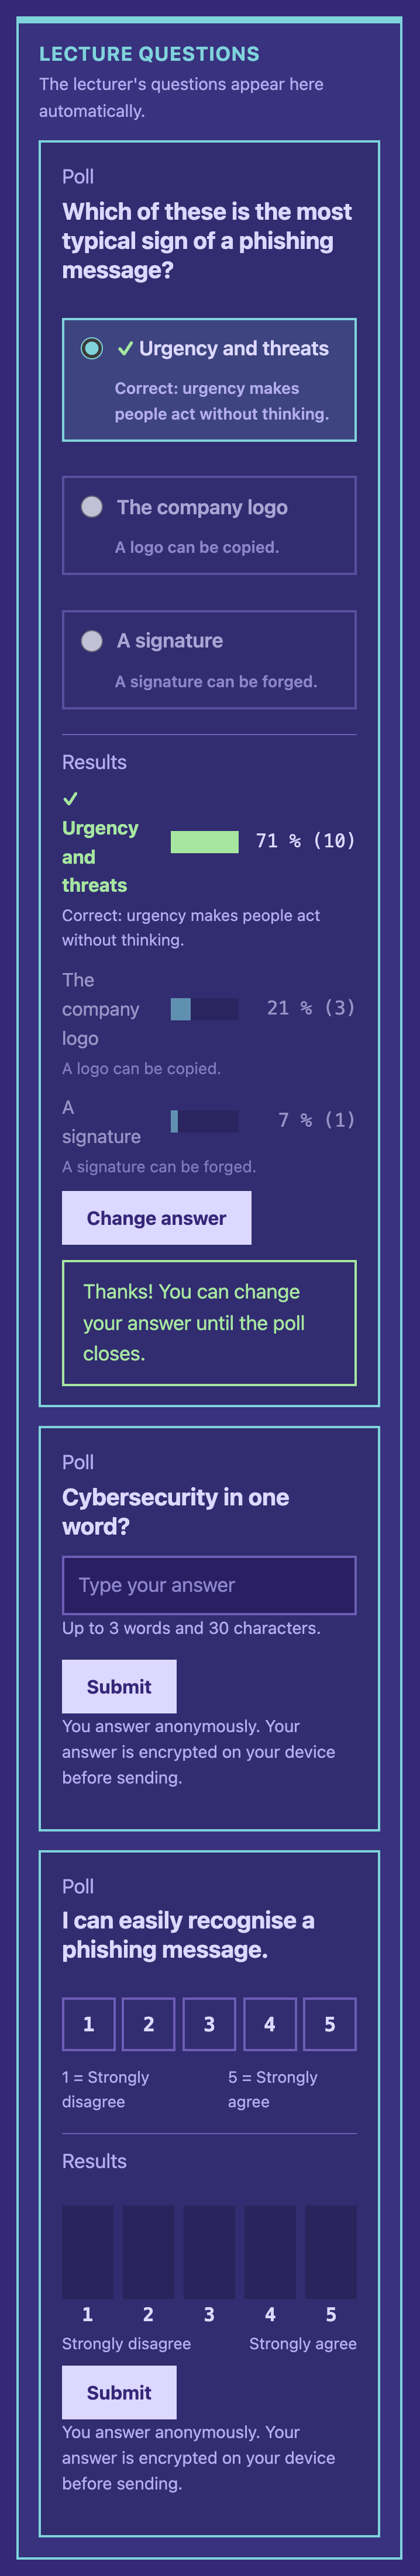 LECTURE QUESTIONS
The lecturer's questions appear here
automatically.
Poll
Which of these is the most
typical sign of a phishing
message?
✓ Urgency and threats
Correct: urgency makes
people act without thinking.
The company logo
A logo can be copied.
A signature
A signature can be forged.
Results
✓
Urgency
and
threats
71 % (10)
Correct: urgency makes people act
without thinking.
The
company
logo
21 % (3)
A logo can be copied.
A
signature
7 % (1)
A signature can be forged.
Change answer
Thanks! You can change
your answer until the poll
closes.
Poll
Cybersecurity in one
word?
Type your answer
Up to 3 words and 30 characters.
Submit
You answer anonymously. Your
answer is encrypted on your device
before sending.
Poll
I can easily recognise a
phishing message.
1 2 3 4 5
1 = Strongly
disagree
5 = Strongly
agree
Results
1 2 3 4 5
Strongly disagree Strongly agree
Submit
You answer anonymously. Your
answer is encrypted on your device
before sending.